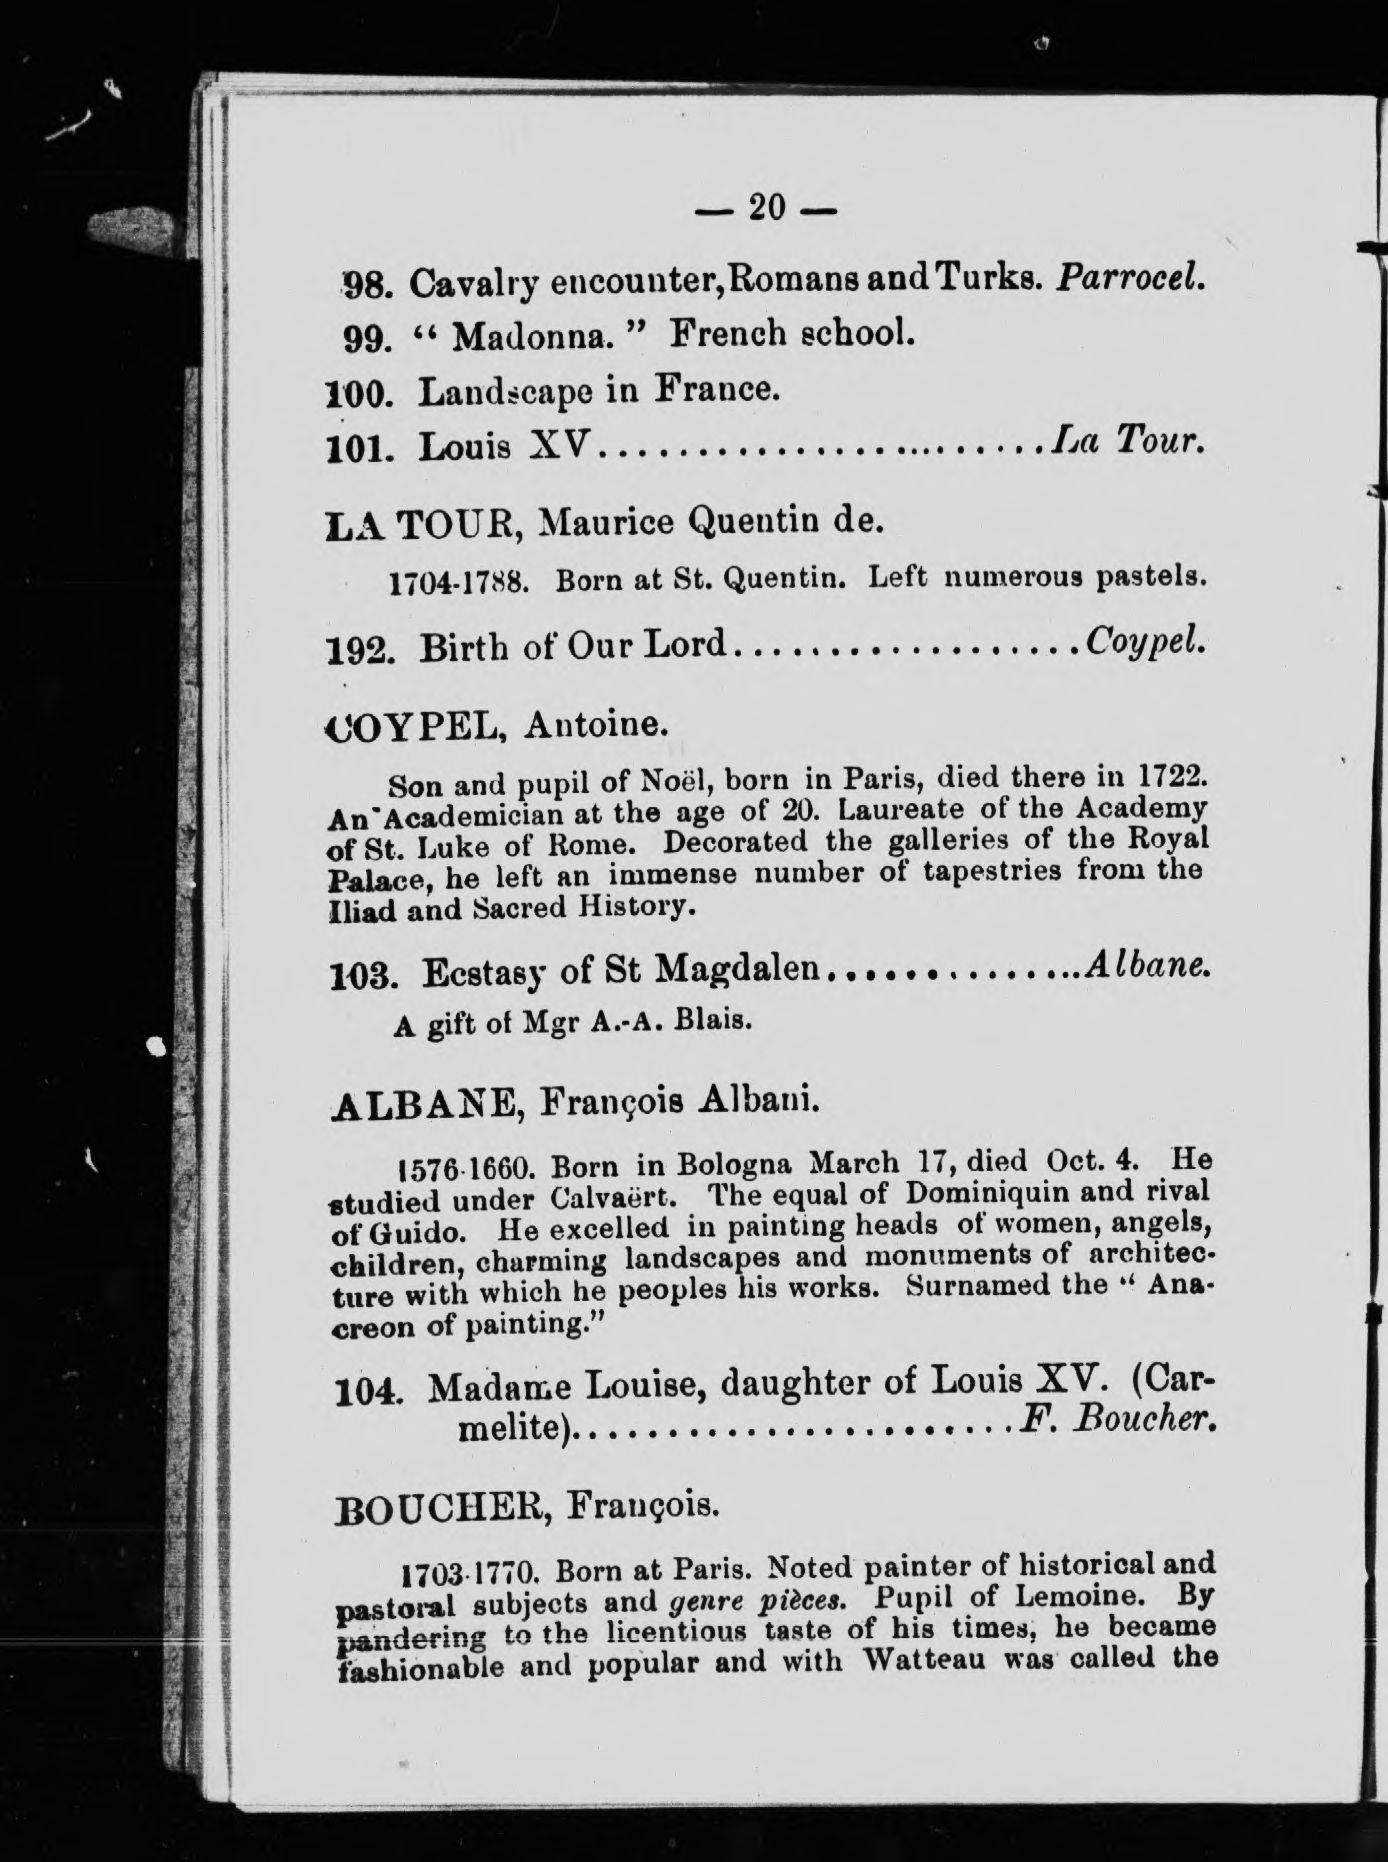 — 20 —
98. Cavalry encounter, Romans and Turks. Parrocel.
99. “ Madonna. ” French school.
100. Landscape in France.
101. Louis XV...........................La Tour.
LA TOUR, Maurice Quentin de.
1704-1788. Born at St. Quentin. Left numerous pastels.
192. Birth of Our Lord..................Coypel.
COYPEL, Antoine.
Son and pupil of Noël, born in Paris, died there in 1722.
An Academician at the age of 20. Laureate of the Academy
of St. Luke of Rome. Decorated the galleries of the Royal
Palace, he left an immense number of tapestries from the
Iliad and Sacred History.
103. Ecstasy of St Magdalen..............Albane.
A gift of Mgr A.-A. Blais.
ALBANE, François Albani.
1576-1660. Born in Bologna March 17, died Oct. 4. He
studied under Calvaërt. The equal of Dominiquin and rival
of Guido. He excelled in painting heads of women, angels,
children, charming landscapes and monuments of architec-
ture with which he peoples his works. Surnamed the “ Ana-
creon of painting.”
104. Madame Louise, daughter of Louis XV. (Car-
melite).......................F. Boucher.
BOUCHER, François.
1703-1770. Born at Paris. Noted painter of historical and
pastoral subjects and genre pièces. Pupil of Lemoine. By
pandering to the licentious taste of his times, he became
fashionable and popular and with Watteau was called the